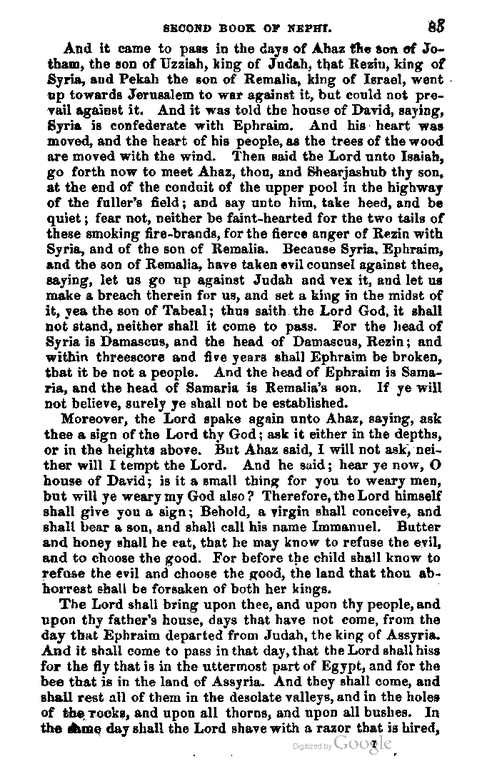 SECOND BOOK OF NEPHI. 85
And it came to pass in the days of Ahaz the son of Jo-
tham, the son of Uzziah, king of Judah, that Rezin, king of
Syria, and Pekah the son of Remalia, king of Israel, went
up towards Jerusalem to war against it, but could not pre-
vail against it. And it was told the house of David, saying,
Syria is confederate with Ephraim. And his heart was
moved, and the heart of his people, as the trees of the wood
are moved with the wind. Then said the Lord unto Isaiah,
go forth now to meet Ahaz, thou, and Shearjashub thy son,
at the end of the conduit of the upper pool in the highway
of the fuller's field; and say unto him, take heed, and be
quiet; fear not, neither be faint-hearted for the two tails of
these smoking fire-brands, for the fierce anger of Rezin with
Syria, and of the son of Remalia. Because Syria, Ephraim,
and the son of Remalia, have taken evil counsel against thee,
saying, let us go up against Judah and vex it, and let us
make a breach therein for us, and set a king in the midst of
it, yea the son of Tabeal; thus saith the Lord God, it shall
not stand, neither shall it come to pass. For the head of
Syria is Damascus, and the head of Damascus, Rezin; and
within threescore and five years shall Ephraim be broken,
that it be not a people. And the head of Ephraim is Sama-
ria, and the head of Samaria is Remalia's son. If ye will
not believe, surely ye shall not be established.
Moreover, the Lord spake again unto Ahaz, saying, ask
thee a sign of the Lord thy God; ask it either in the depths,
or in the heights above. But Ahaz said, I will not ask, nei-
ther will I tempt the Lord. And he said; hear ye now, O
house of David; is it a small thing for you to weary men,
but will ye weary my God also? Therefore, the Lord himself
shall give you a sign; Behold, a virgin shall conceive, and
shall bear a son, and shall call his name Immanuel. Butter
and honey shall he eat, that he may know to refuse the evil,
and to choose the good. For before the child shall know to
refuse the evil and choose the good, the land that thou ab-
horrest shall be forsaken of both her kings.
The Lord shall bring upon thee, and upon thy people, and
upon thy father's house, days that have not come, from the
day that Ephraim departed from Judah, the king of Assyria.
And it shall come to pass in that day, that the Lord shall hiss
for the fly that is in the uttermost part of Egypt, and for the
bee that is in the land of Assyria. And they shall come, and
shall rest all of them in the desolate valleys, and in the holes
of the rocks, and upon all thorns, and upon all bushes. In
the same day shall the Lord shave with a razor that is hired,
Digitized by Google